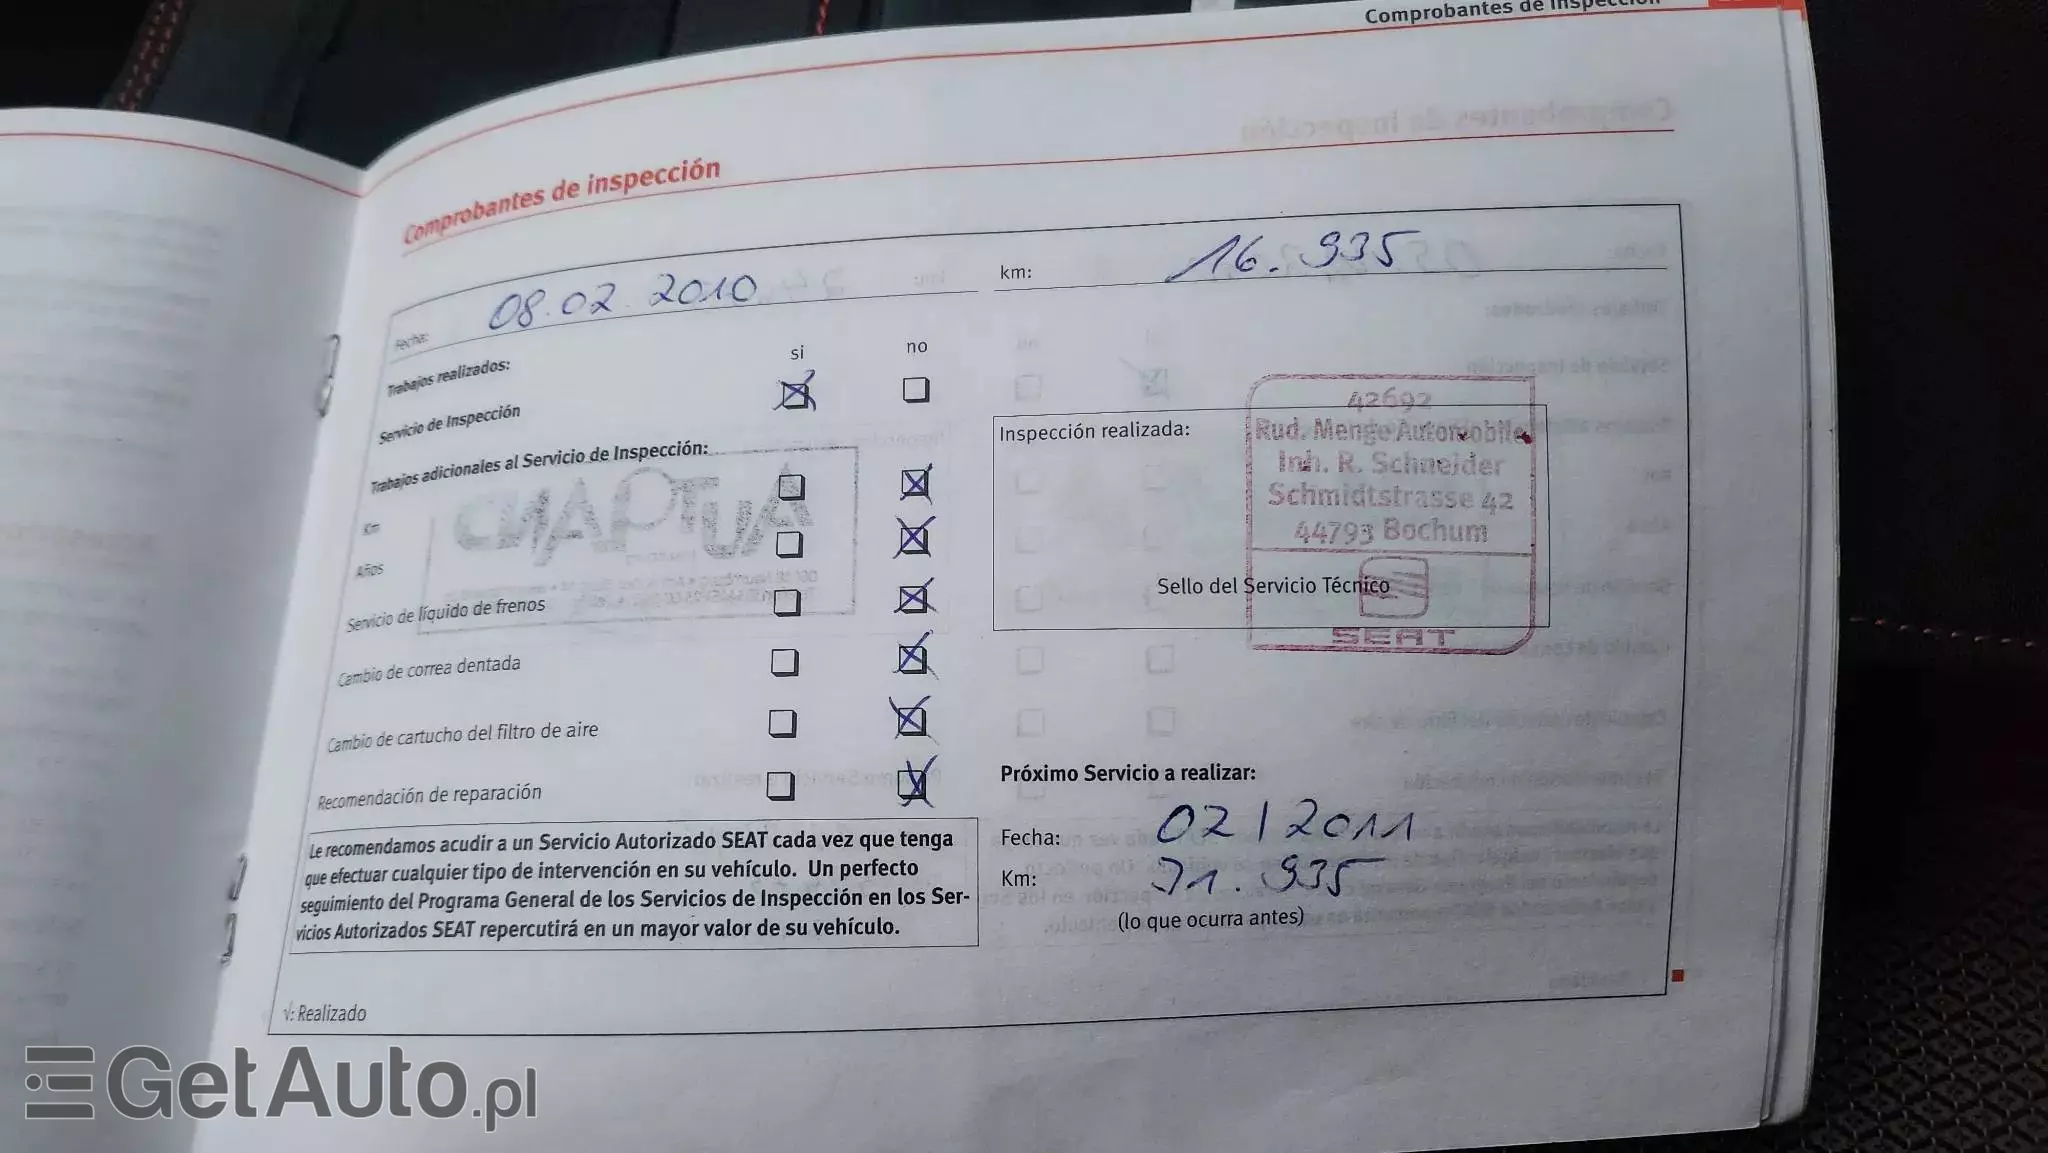 Comprobantes de inspección
Comprobantes de inspección
Fecha: 08.02.2010
km: 16.935
Trabajos realizados:
si no
Servicio de Inspección
Trabajos adicionales al Servicio de Inspección:
Km
Años
Servicio de líquido de frenos
Cambio de correa dentada
Cambio de cartucho del filtro de aire
Recomendación de reparación
Le recomendamos acudir a un Servicio Autorizado SEAT cada vez que tenga
que efectuar cualquier tipo de intervención en su vehículo. Un perfecto
seguimiento del Programa General de los Servicios de Inspección en los Ser-
vicios Autorizados SEAT repercutirá en un mayor valor de su vehículo.
√: Realizado
Inspección realizada:
42692
Rud. Menge Automobile
Inh. R. Schneider
Schmidtstrasse 42
44793 Bochum
Sello del Servicio Técnico
SEAT
Próximo Servicio a realizar:
Fecha: 02/2011
Km: 31.935
(lo que ocurra antes)
GetAuto.pl